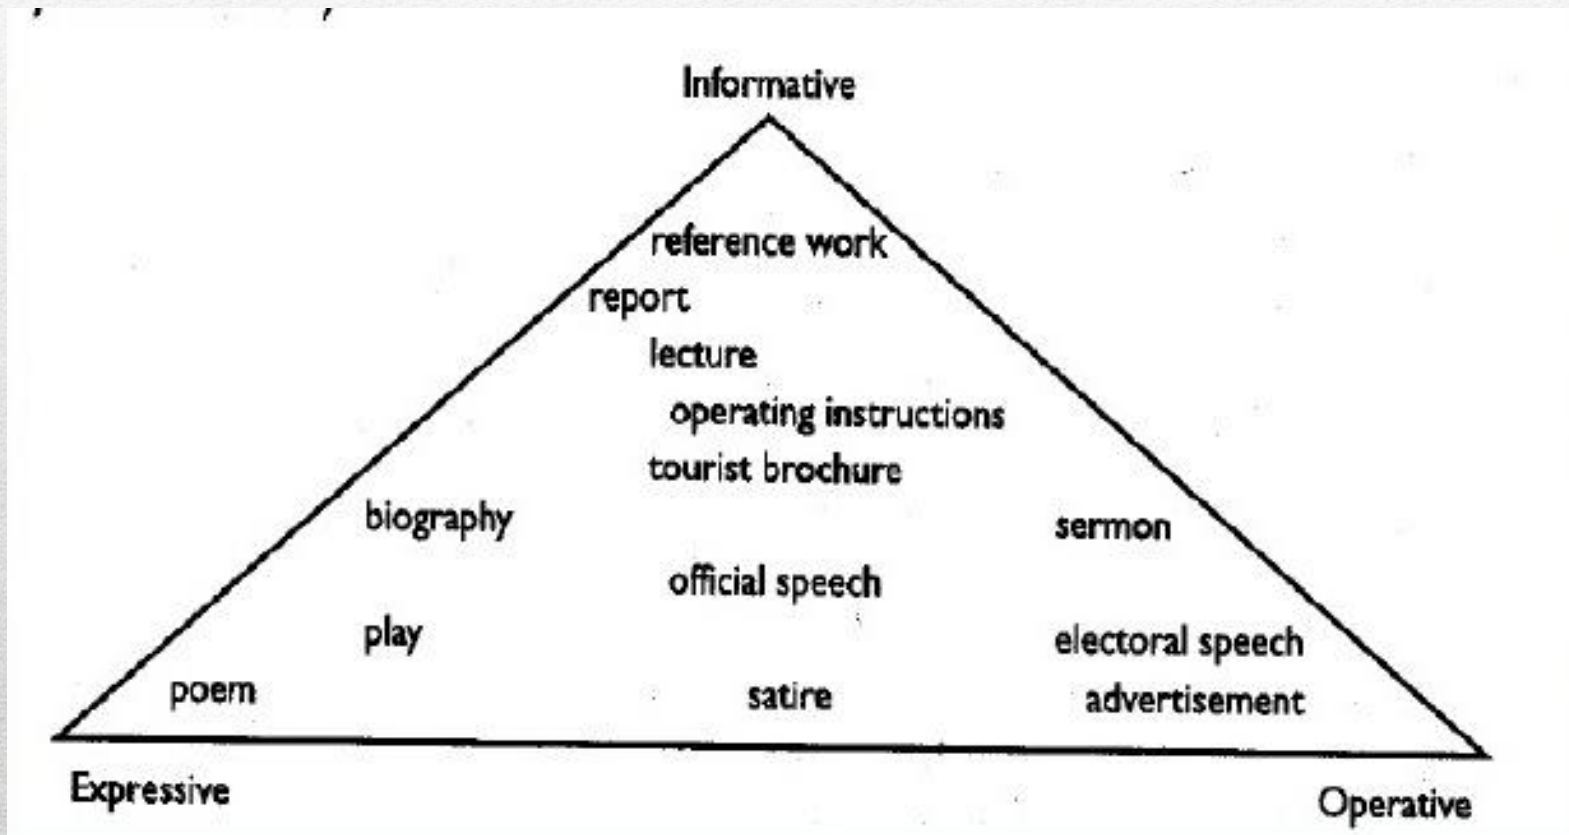 Informative
reference work
report
lecture
operating instructions
tourist brochure
biography
sermon
official speech
play
electoral speech
poem
satire
advertisement
Expressive
Operative